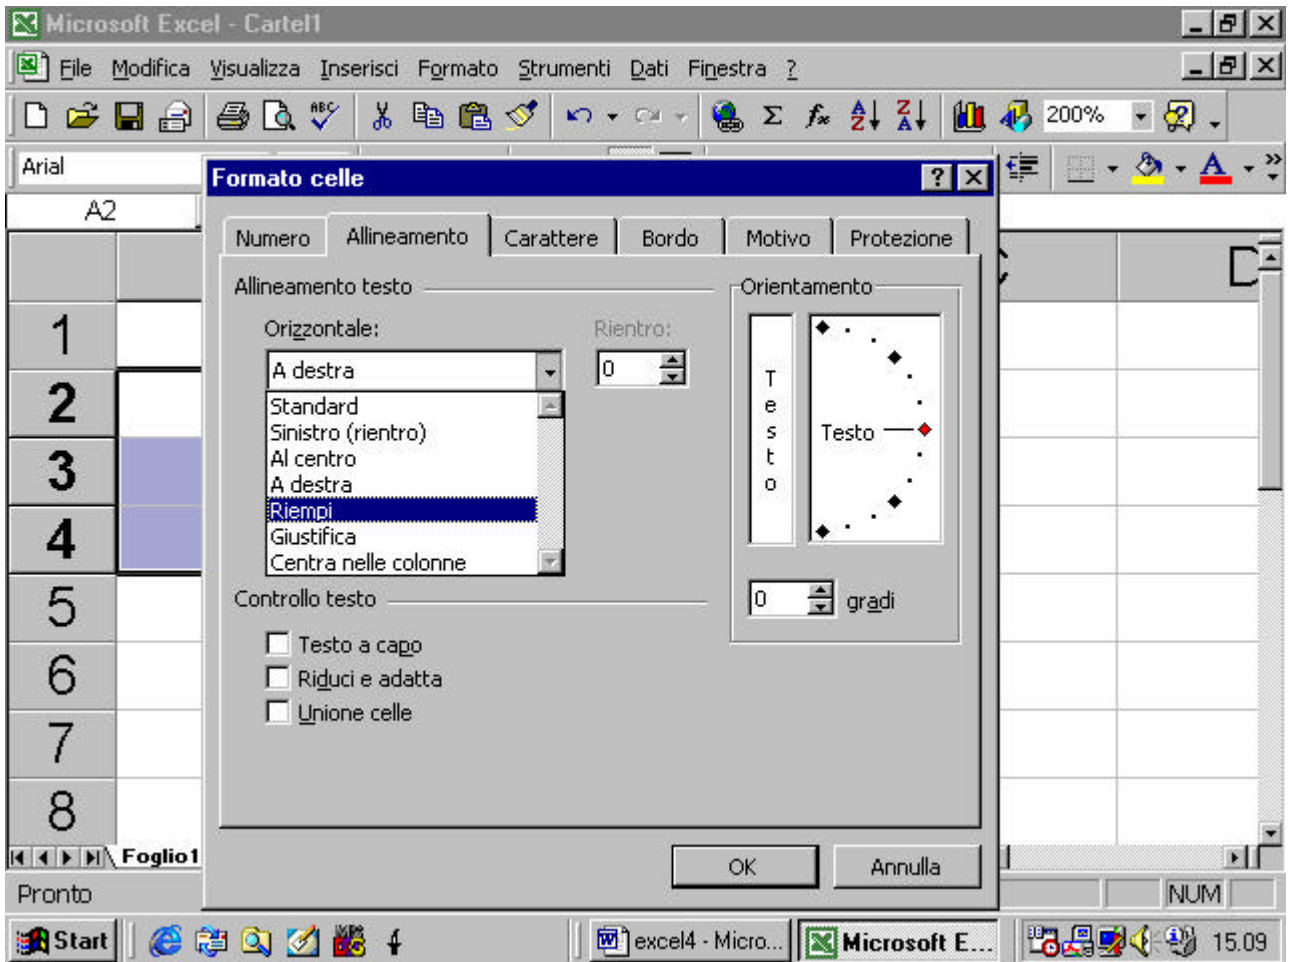 Microsoft Excel - Cartel1
File Modifica Visualizza Inserisci Formato Strumenti Dati Finestra ?
200%
Arial
Formato celle
A2
Numero Allineamento Carattere Bordo Motivo Protezione
D
Allineamento testo
Orientamento
Orizzontale:
Rientro:
A destra
0
Standard
Sinistro (rientro)
Al centro
A destra
Riempi
Giustifica
Centra nelle colonne
Testo
Testo
Controllo testo
0 gradi
Testo a capo
Riduci e adatta
Unione celle
1
2
3
4
5
6
7
8
Foglio1
OK
Annulla
Pronto
NUM
Start
excel4 - Micro...
Microsoft E...
15.09